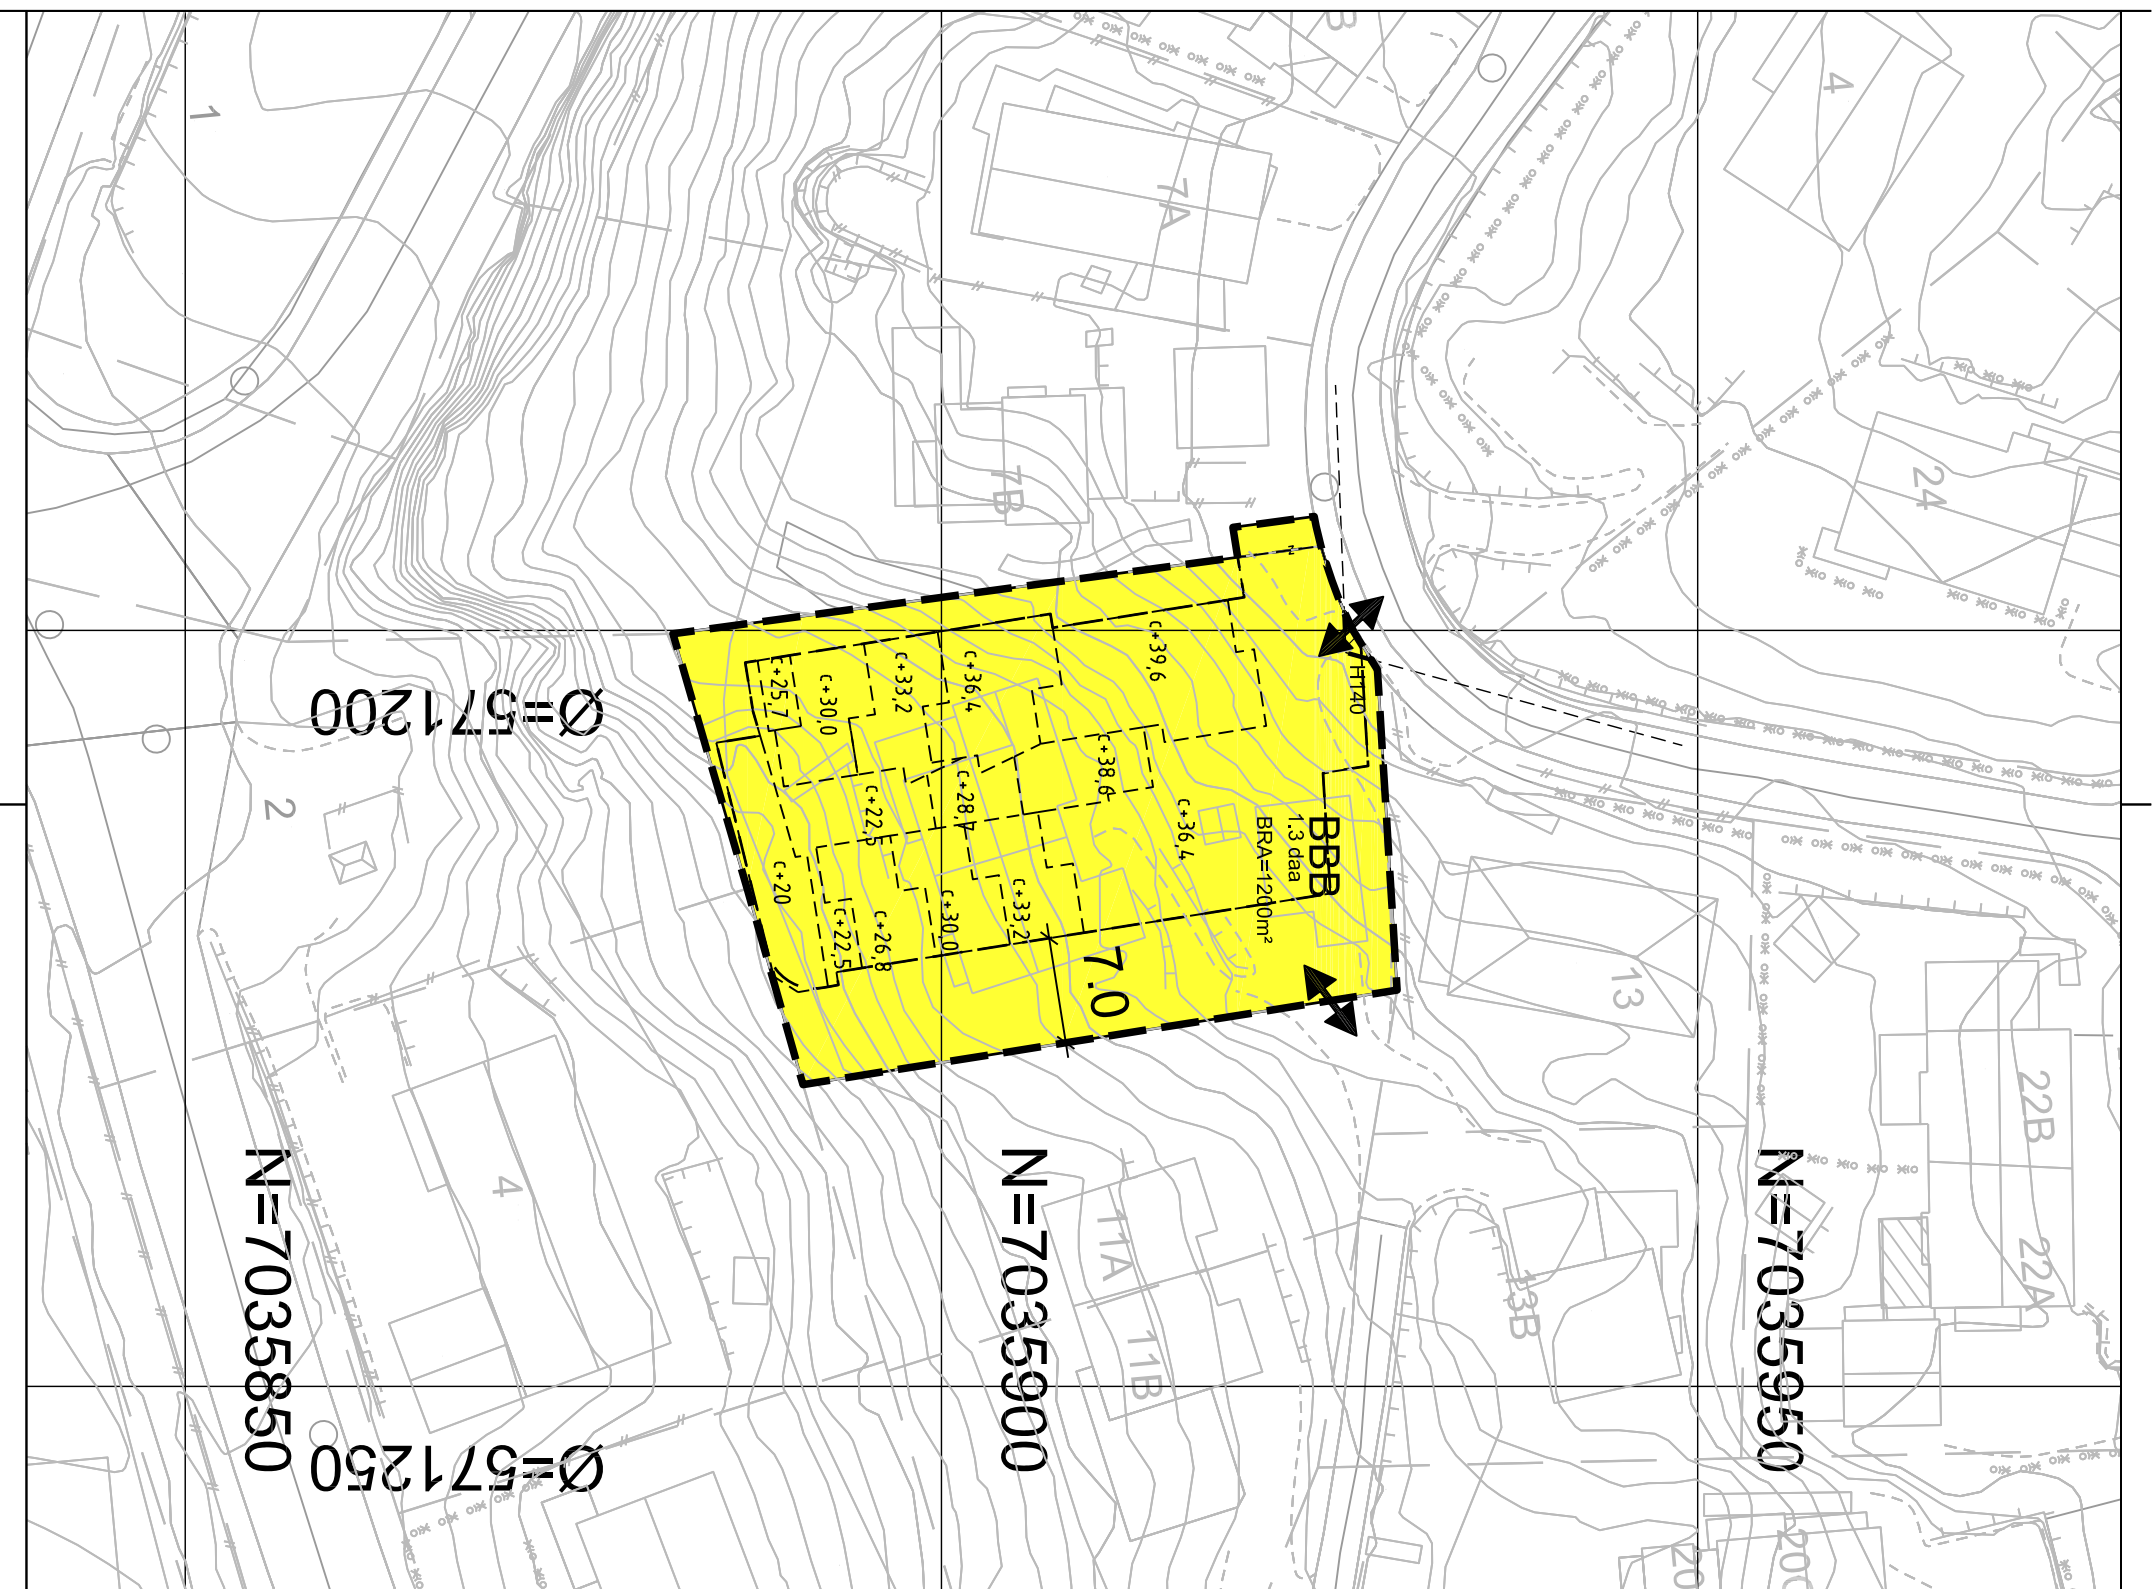 1
7A
B
4
24
7B
Ø=571200
2
c+39,6
c+36,4
c+33,2
c+30,0
c+25,7
H140
c+38,6
c+36,4
c+28,7
c+22,5
c+20
BBB
1.3 daa
BRA=1200m²
c+33,2
c+30,0
c+26,8
c+22,5
7.0
13
22B
22A
4
N=7035850
N=7035900
N=7035950
11A
11B
13B
Ø=571250
20